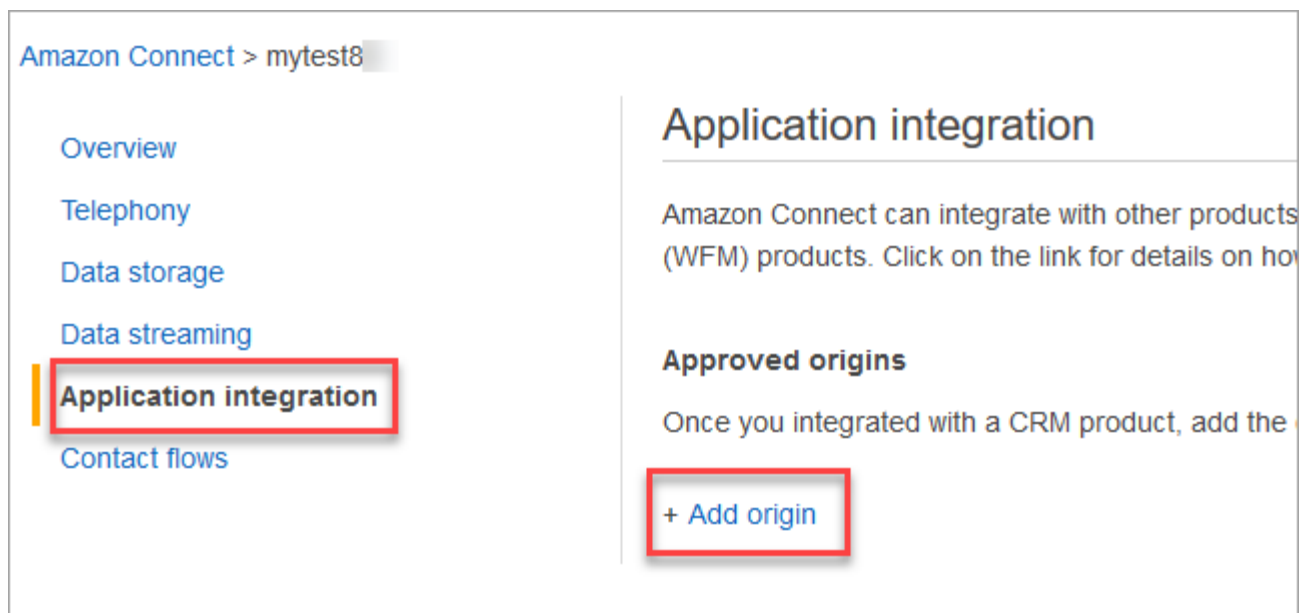 Amazon Connect > mytest8
Overview
Telephony
Data storage
Data streaming
Application integration
Contact flows
Application integration
Amazon Connect can integrate with other products
(WFM) products. Click on the link for details on
Approved origins
Once you integrated with a CRM product, add the
+ Add origin